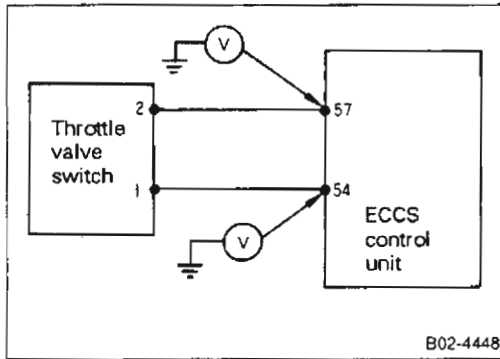 V
2
57
Throttle
valve
switch
1
54
V
ECCS
control
unit
B02-4448